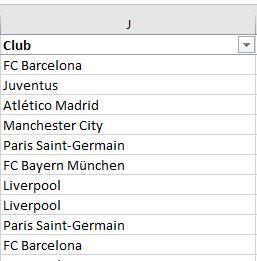 J
Club
FC Barcelona
Juventus
Atlético Madrid
Manchester City
Paris Saint-Germain
FC Bayern München
Liverpool
Liverpool
Paris Saint-Germain
FC Barcelona